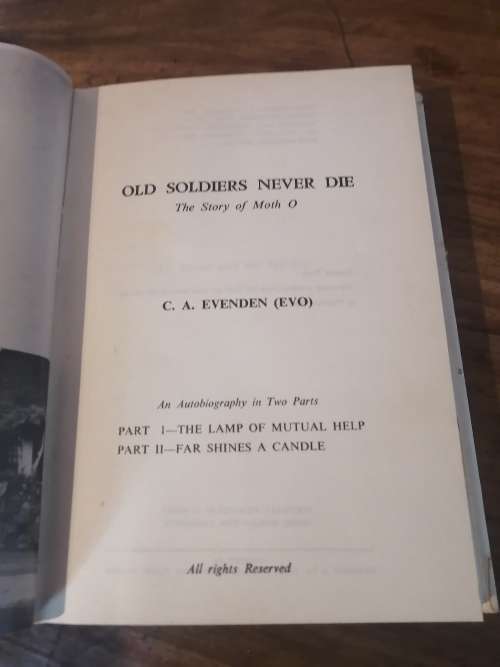 OLD SOLDIERS NEVER DIE
The Story of Moth O
C. A. EVENDEN (EVO)
An Autobiography in Two Parts
PART I—THE LAMP OF MUTUAL HELP
PART II—FAR SHINES A CANDLE
All rights Reserved